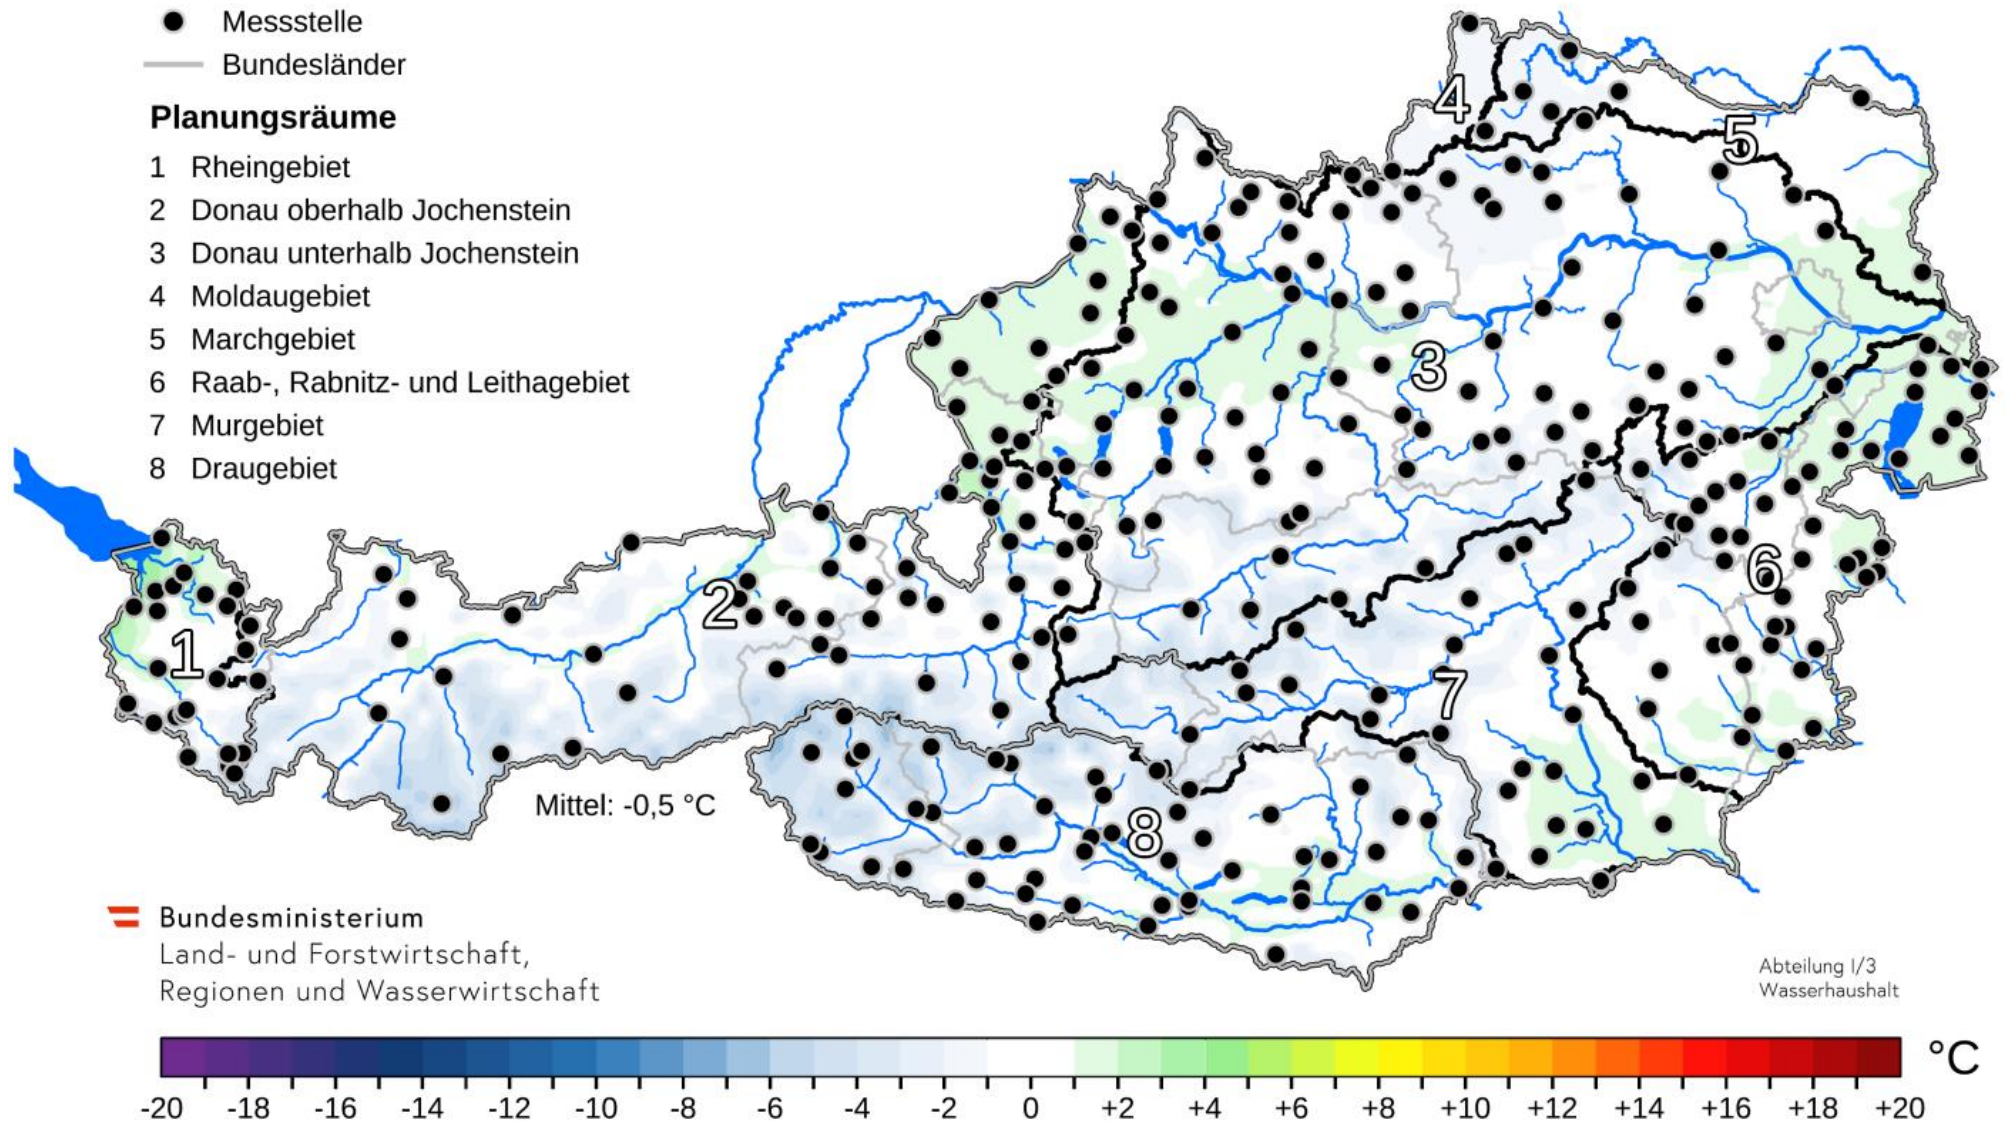 Messstelle
Bundesländer
Planungsräume
1 Rheingebiet
2 Donau oberhalb Jochenstein
3 Donau unterhalb Jochenstein
4 Moldaugebiet
5 Marchgebiet
6 Raab-, Rabnitz- und Leithagebiet
7 Murgebiet
8 Draugebiet
4
5
3
6
2
1
7
8
Mittel: -0,5 °C
Bundesministerium
Land- und Forstwirtschaft,
Regionen und Wasserwirtschaft
Abteilung I/3
Wasserhaushalt
°C
-20 -18 -16 -14 -12 -10 -8 -6 -4 -2 0 +2 +4 +6 +8 +10 +12 +14 +16 +18 +20